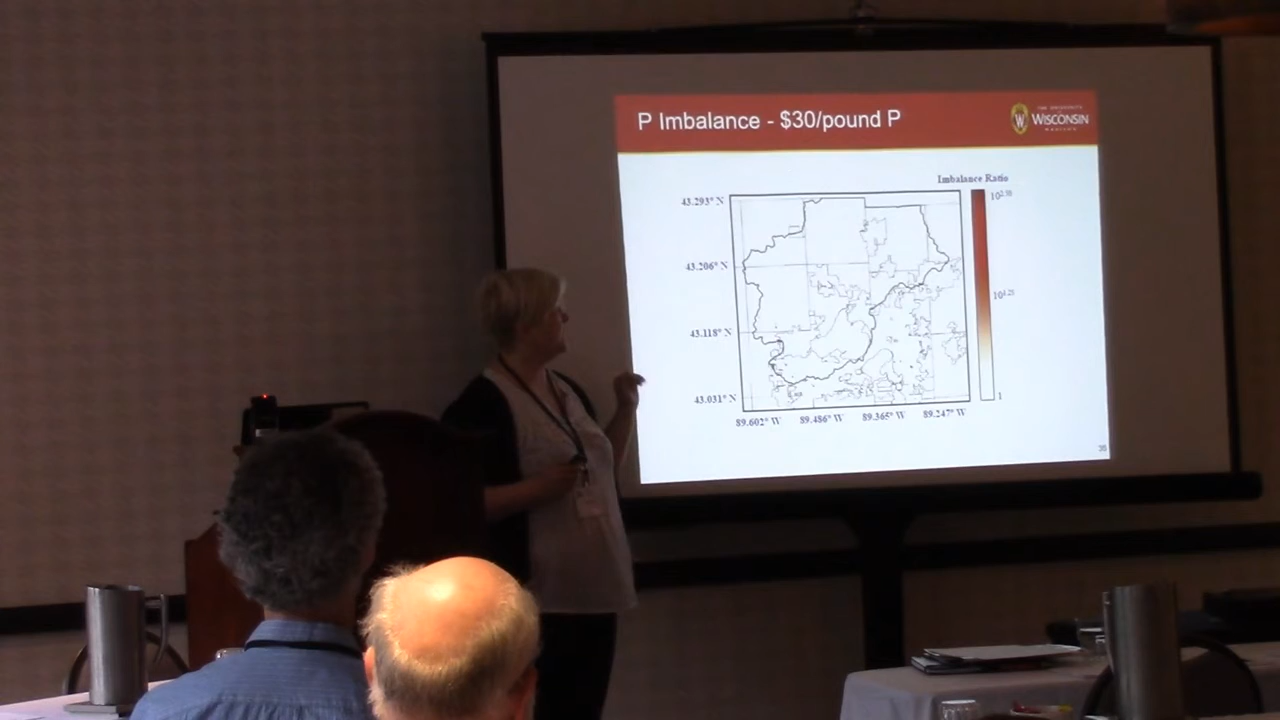 P Imbalance - $30/pound P
THE UNIVERSITY
W WISCONSIN
MADISON
Imbalance Ratio
43.293° N
43.206° N
43.118° N
43.031° N
89.602° W 89.486° W 89.365° W 89.247° W
1